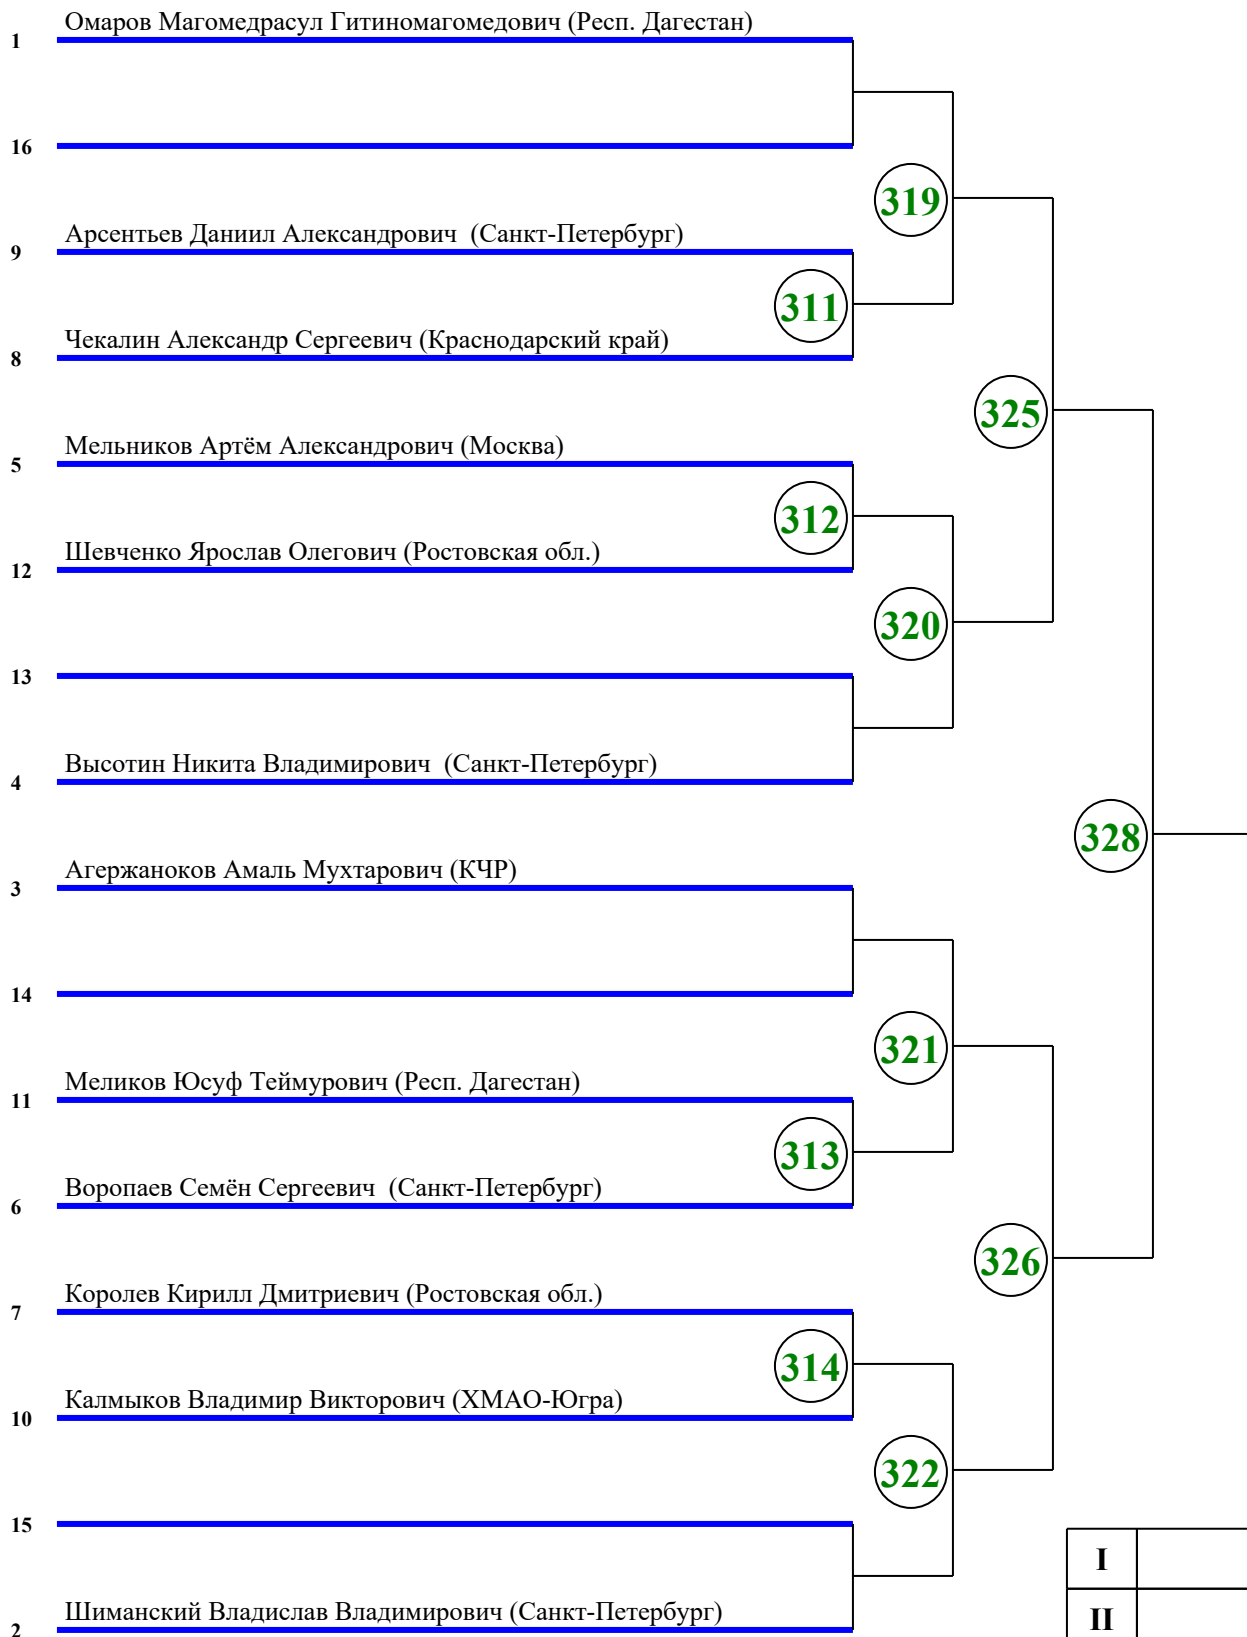 Омаров Магомедрасул Гитиномагомедович (Респ. Дагестан)
1
16
319
Арсентьев Даниил Александрович (Санкт-Петербург)
9
311
Чекалин Александр Сергеевич (Краснодарский край)
8
325
Мельников Артём Александрович (Москва)
5
312
Шевченко Ярослав Олегович (Ростовская обл.)
12
320
13
Высотин Никита Владимирович (Санкт-Петербург)
4
328
Агержаноков Амаль Мухтарович (КЧР)
3
14
321
Меликов Юсуф Теймурович (Респ. Дагестан)
11
313
Воропаев Семён Сергеевич (Санкт-Петербург)
6
326
Королев Кирилл Дмитриевич (Ростовская обл.)
7
314
Калмыков Владимир Викторович (ХМАО-Югра)
10
322
15
I
Шиманский Владислав Владимирович (Санкт-Петербург)
2
II